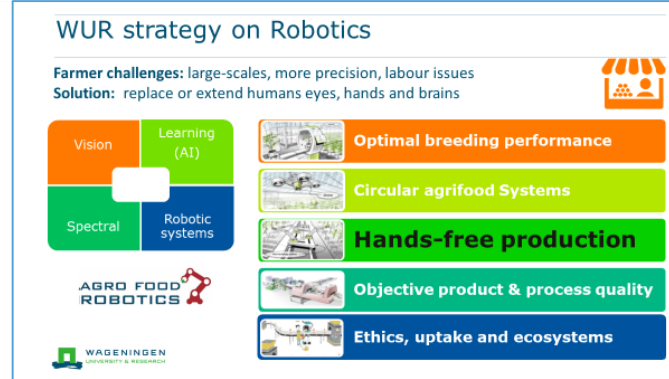 WUR strategy on Robotics
Farmer challenges: large-scales, more precision, labour issues
Solution: replace or extend humans eyes, hands and brains
Vision
Learning
(AI)
Spectral
Robotic
systems
Optimal breeding performance
Circular agrifood Systems
Hands-free production
Objective product & process quality
Ethics, uptake and ecosystems
AGRO FOOD
ROBOTICS
WAGENINGEN
UNIVERSITY & RESEARCH